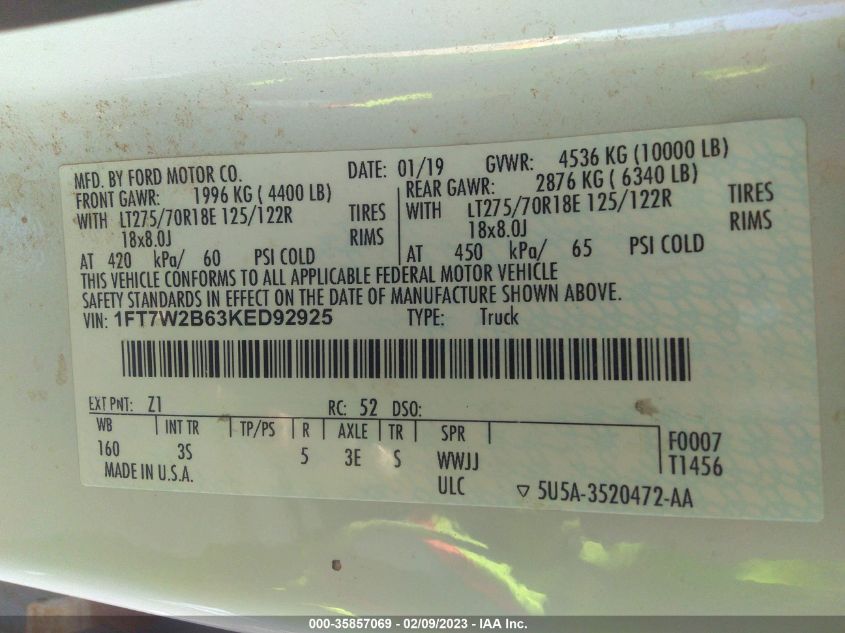 MFD. BY FORD MOTOR CO. DATE: 01/19 GVWR: 4536 KG (10000 LB)
FRONT GAWR: 1996 KG ( 4400 LB) REAR GAWR: 2876 KG ( 6340 LB)
WITH LT275/70R18E 125/122R TIRES WITH LT275/70R18E 125/122R TIRES
18x8.0J RIMS 18x8.0J RIMS
AT 420 kPa/ 60 PSI COLD AT 450 kPa/ 65 PSI COLD
THIS VEHICLE CONFORMS TO ALL APPLICABLE FEDERAL MOTOR VEHICLE
SAFETY STANDARDS IN EFFECT ON THE DATE OF MANUFACTURE SHOWN ABOVE.
VIN: 1FT7W2B63KED92925 TYPE: Truck
EXT PNT: Z1 RC: 52 DSO:
WB INT TR TP/PS R AXLE TR SPR
160 3S 5 3E S WWJJ F0007
MADE IN U.S.A. ULC T1456
▽ 5U5A-3520472-AA
000-35857069 - 02/09/2023 - IAA Inc.